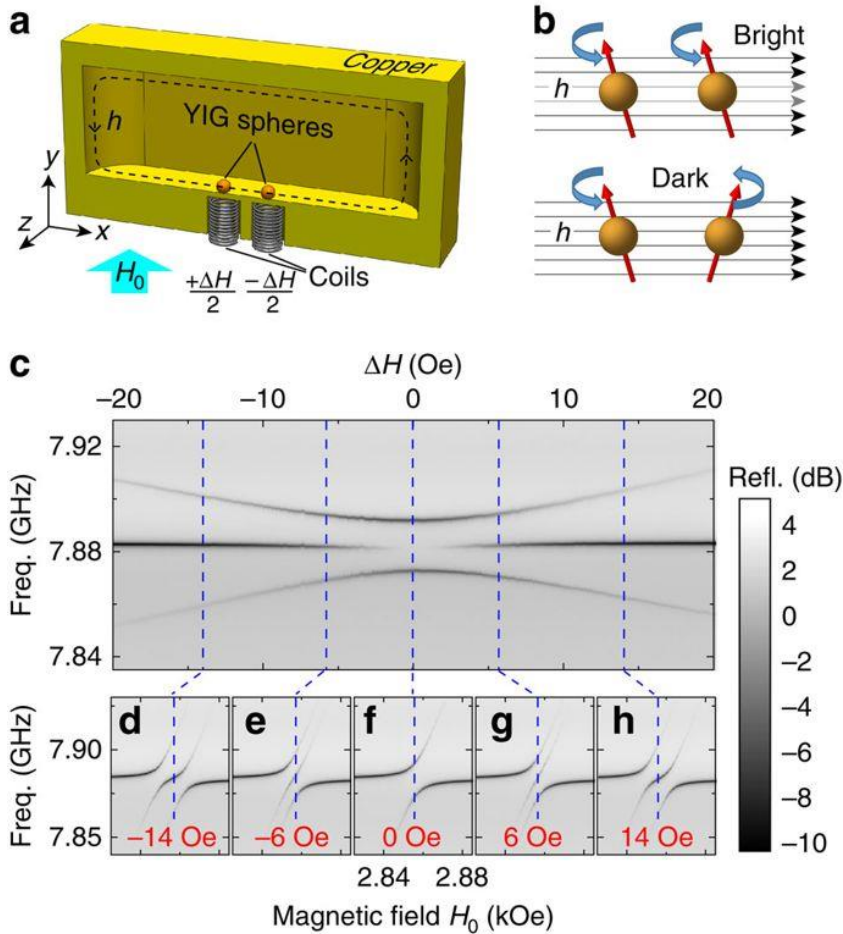 a
Copper
h
YIG spheres
y
z
x
H0
+ΔH
2
−ΔH
2
Coils
b
Bright
h
Dark
h
c
ΔH (Oe)
−20 −10 0 10 20
Freq. (GHz)
7.92
7.88
7.84
Refl. (dB)
4
2
0
−2
−4
−6
−8
−10
d e f g h
Freq. (GHz)
7.90
7.85
−14 Oe −6 Oe 0 Oe 6 Oe 14 Oe
2.84 2.88
Magnetic field H0 (kOe)